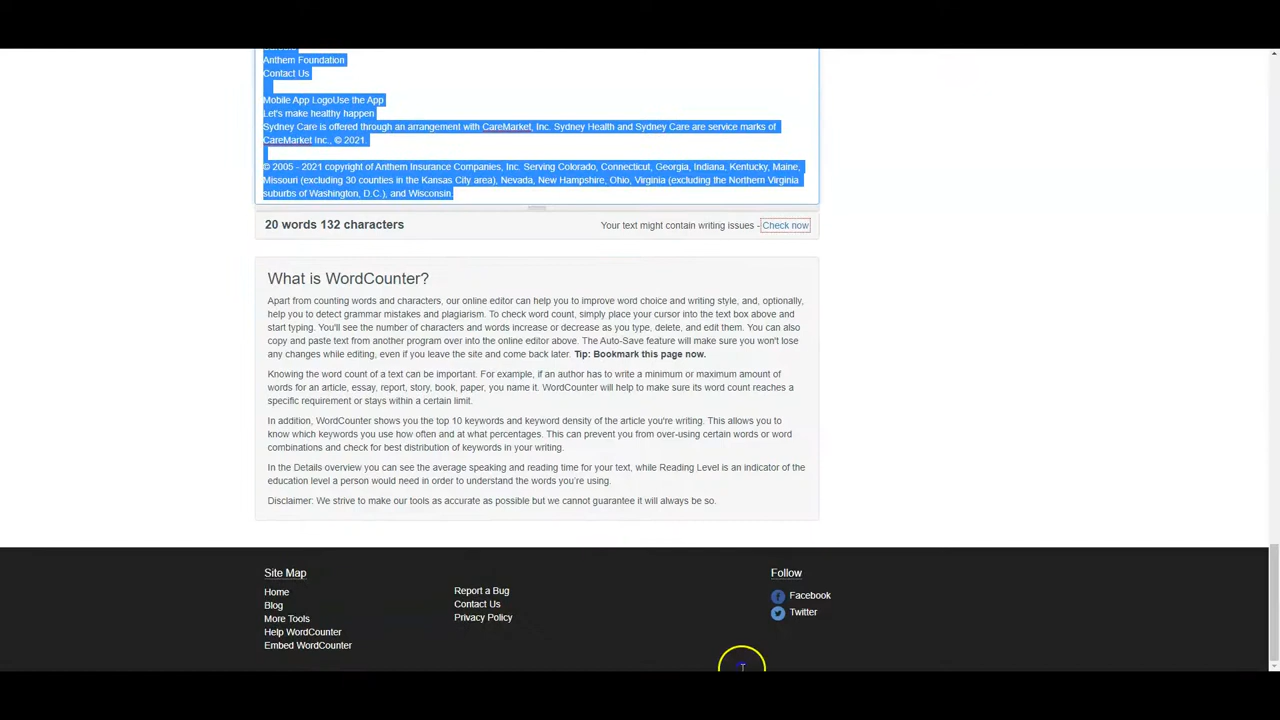 Anthem Foundation
Contact Us
Mobile App LogoUse the App
Let's make healthy happen
Sydney Care is offered through an arrangement with CareMarket, Inc. Sydney Health and Sydney Care are service marks of
CareMarket Inc., © 2021.
© 2005 - 2021 copyright of Anthem Insurance Companies, Inc. Serving Colorado, Connecticut, Georgia, Indiana, Kentucky, Maine,
Missouri (excluding 30 counties in the Kansas City area), Nevada, New Hampshire, Ohio, Virginia (excluding the Northern Virginia
suburbs of Washington, D.C.), and Wisconsin.
20 words 132 characters
Your text might contain writing issues - Check now
What is WordCounter?
Apart from counting words and characters, our online editor can help you to improve word choice and writing style, and, optionally,
help you to detect grammar mistakes and plagiarism. To check word count, simply place your cursor into the text box above and
start typing. You'll see the number of characters and words increase or decrease as you type, delete, and edit them. You can also
copy and paste text from another program over into the online editor above. The Auto-Save feature will make sure you won't lose
any changes while editing, even if you leave the site and come back later. Tip: Bookmark this page now.
Knowing the word count of a text can be important. For example, if an author has to write a minimum or maximum amount of
words for an article, essay, report, story, book, paper, you name it. WordCounter will help to make sure its word count reaches a
specific requirement or stays within a certain limit.
In addition, WordCounter shows you the top 10 keywords and keyword density of the article you're writing. This allows you to
know which keywords you use how often and at what percentages. This can prevent you from over-using certain words or word
combinations and check for best distribution of keywords in your writing.
In the Details overview you can see the average speaking and reading time for your text, while Reading Level is an indicator of the
education level a person would need in order to understand the words you're using.
Disclaimer: We strive to make our tools as accurate as possible but we cannot guarantee it will always be so.
Site Map
Home
Blog
More Tools
Help WordCounter
Embed WordCounter
Report a Bug
Contact Us
Privacy Policy
Follow
Facebook
Twitter